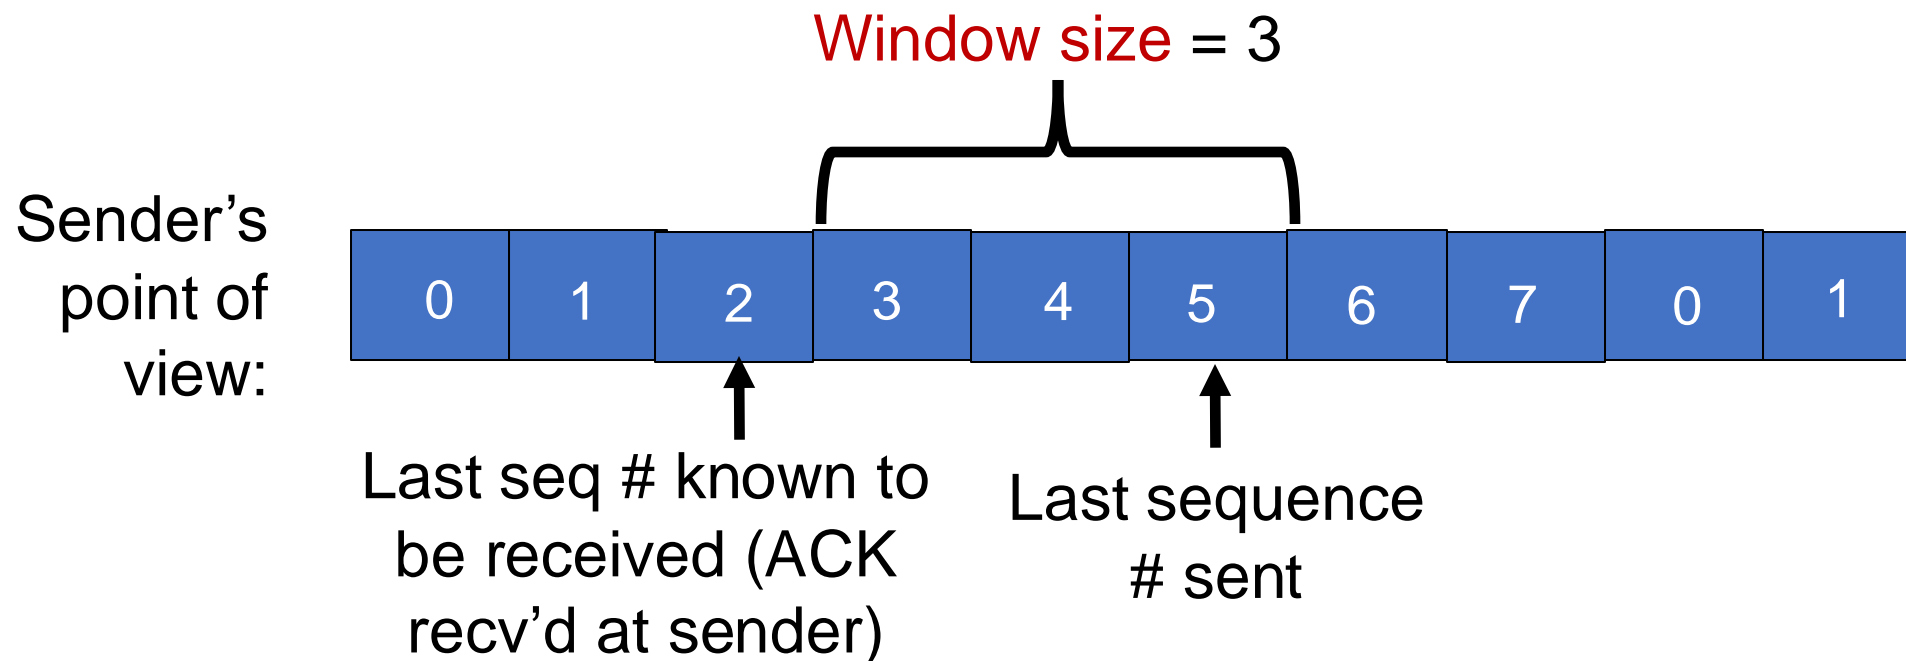 Window size = 3
Sender’s
point of
view:
0 1 2 3 4 5 6 7 0 1
Last seq # known to
be received (ACK
recv’d at sender)
Last sequence
# sent